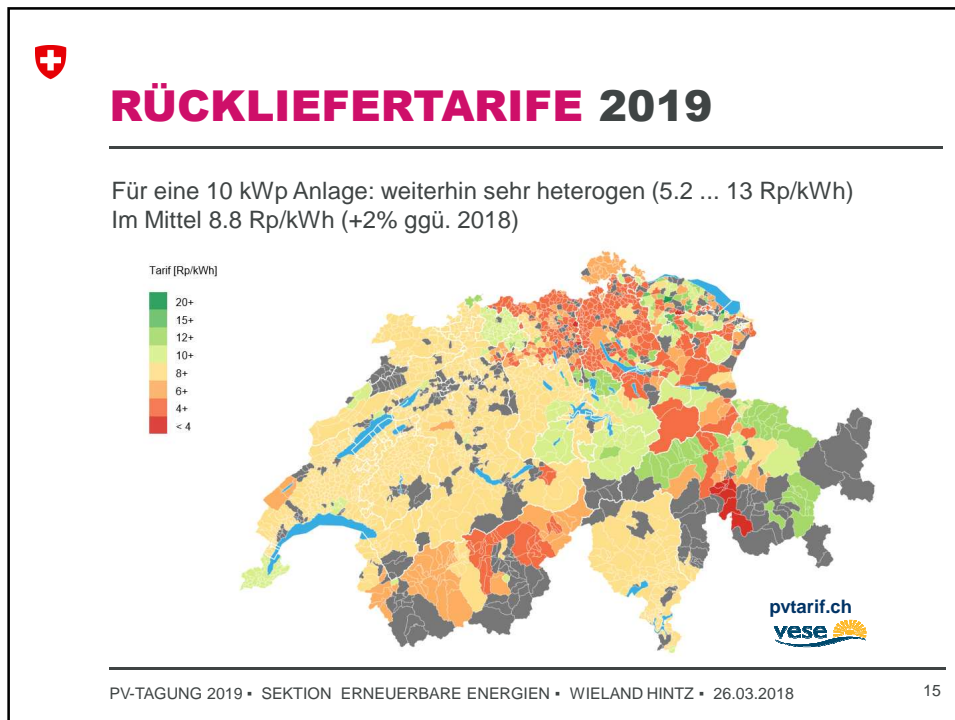 RÜCKLIEFERTARIFE 2019
Für eine 10 kWp Anlage: weiterhin sehr heterogen (5.2 ... 13 Rp/kWh)
Im Mittel 8.8 Rp/kWh (+2% ggü. 2018)
Tarif [Rp/kWh]
20+
15+
12+
10+
8+
6+
4+
< 4
pvtarif.ch
vese
PV-TAGUNG 2019 ▪ SEKTION ERNEUERBARE ENERGIEN ▪ WIELAND HINTZ ▪ 26.03.2018
15